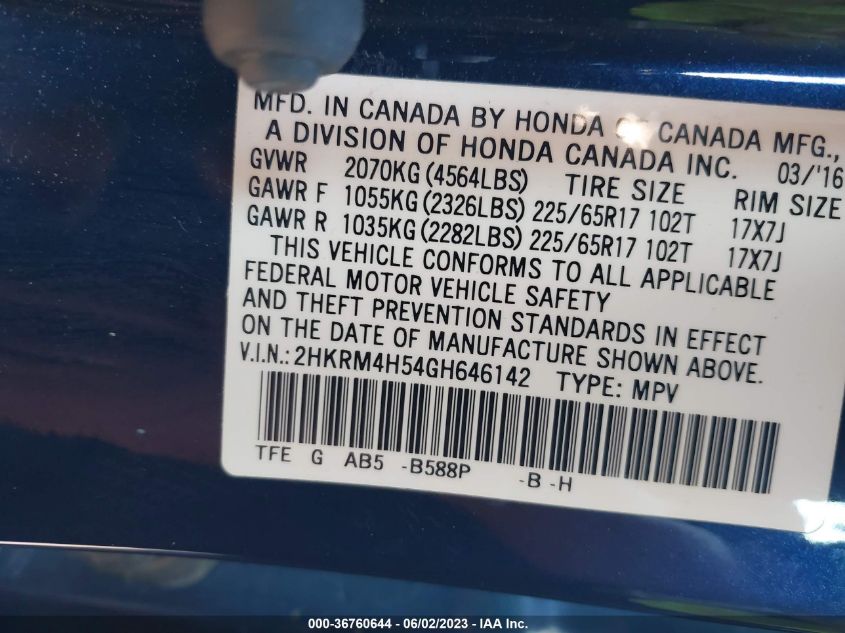 MFD. IN CANADA BY HONDA OF CANADA MFG.,
A DIVISION OF HONDA CANADA INC. 03/'16
GVWR 2070KG (4564LBS) TIRE SIZE RIM SIZE
GAWR F 1055KG (2326LBS) 225/65R17 102T 17X7J
GAWR R 1035KG (2282LBS) 225/65R17 102T 17X7J
THIS VEHICLE CONFORMS TO ALL APPLICABLE
FEDERAL MOTOR VEHICLE SAFETY
AND THEFT PREVENTION STANDARDS IN EFFECT
ON THE DATE OF MANUFACTURE SHOWN ABOVE.
V.I.N.: 2HKRM4H54GH646142 TYPE: MPV
TFE G AB5 -B588P -B -H
000-36760644 - 06/02/2023 - IAA Inc.